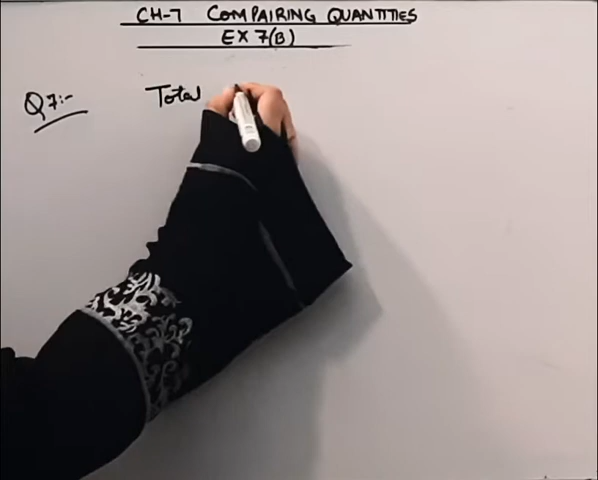 CH-7 COMPAIRING QUANTITIES
EX 7(B)
Q7:- Total